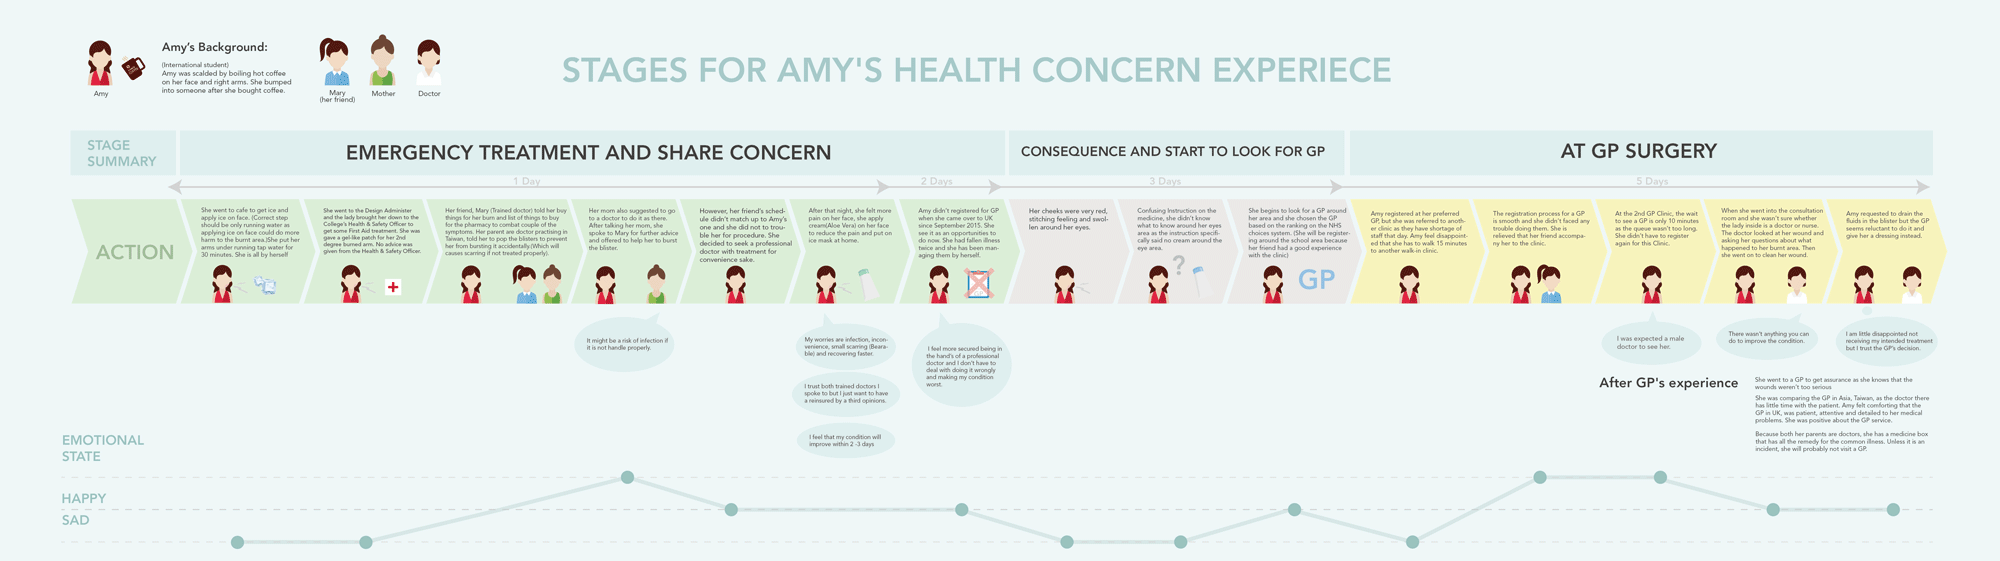 Amy's Background:
(International student)
Amy was scalded by boiling hot coffee
on her face and right arms. She bumped
into someone after she bought coffee.
Amy
Mary
(her friend)
Mother
Doctor
STAGES FOR AMY'S HEALTH CONCERN EXPERIECE
STAGE
SUMMARY
EMERGENCY TREATMENT AND SHARE CONCERN
CONSEQUENCE AND START TO LOOK FOR GP
AT GP SURGERY
1 Day
2 Days
3 Days
5 Days
ACTION
She went to cafe to get ice and
apply ice on face. (Correct step
should be only running water as
applying ice on face could do more
harm to the burnt area.)She put her
arms under running tap water for
30 minutes. She is all by herself
She went to the Design Administer
and the lady brought her down to the
College's Health & Safety Officer to
get some First Aid treatment. She was
gave a gel-like patch for her 2nd
degree burned arm. No advice was
given from the Health & Safety Officer.
Her friend, Mary (Trained doctor) told her buy
things for her burn and list of things to buy
for the pharmacy to combat couple of the
symptoms. Her parent are doctor practising in
Taiwan, told her to pop the blisters to prevent
her from bursting it accidentally(Which will
causes scarring if not treated properly).
Her mom also suggested to go
to a doctor to do it as there.
After talking her mom, she
spoke to Mary for further advice
and offered to help her to burst
the blister.
However, her friend's sched-
ule didn't match up to Amy's
one and she did not to trou-
ble her for procedure. She
decided to seek a professional
doctor with treatment for
convenience sake.
After that night, she felt more
pain on her face, she apply
cream(Aloe Vera) on her face
to reduce the pain and put on
ice mask at home.
Amy didn't registered for GP
when she came over to UK
since September 2015. She
see it as an opportunities to
do now. She had fallen illness
twice and she has been man-
aging them by herself.
Her cheeks were very red,
stitching feeling and swol-
len around her eyes.
Confusing Instruction on the
medicine, she didn't know
what to know around her eyes
area as the instruction specifi-
cally said no cream around the
eye area.
?
She begins to look for a GP around
her area and she chosen the GP
based on the ranking on the NHS
choices system. (She will be register-
ing around the school area because
her friend had a good experience
with the clinic)
GP
Amy registered at her preferred
GP, but she was referred to anoth-
er clinic as they have shortage of
staff that day. Amy feel disappoint-
ed that she has to walk 15 minutes
to another walk-in clinic.
The registration process for a GP
is smooth and she didn't faced any
trouble doing them. She is
relieved that her friend accompa-
ny her to the clinic.
At the 2nd GP Clinic, the wait
to see a GP is only 10 minutes
as the queue wasn't too long.
She didn't have to register
again for this Clinic.
When she went into the consultation
room and she wasn't sure whether
the lady inside is a doctor or nurse.
The doctor looked at her wound and
asking her questions about what
happened to her burnt area. Then
she went on to clean her wound.
Amy requested to drain the
fluids in the blister but the GP
seems reluctant to do it and
give her a dressing instead.
It might be a risk of infection if
it is not handle properly.
My worries are infection, incon-
venience, small scarring (Beara-
ble) and recovering faster.
I trust both trained doctors I
spoke to but I just want to have
a reinsured by a third opinions.
I feel that my condition will
improve within 2 -3 days
I feel more secured being in
the hand's of a professional
doctor and I don't have to
deal with doing it wrongly
and making my condition
worst.
I was expected a male
doctor to see her.
There wasn't anything you can
do to improve the condition.
I am little disappointed not
receiving my intended treatment
but I trust the GP's decision.
After GP's experience
She went to a GP to get assurance as she knows that the
wounds weren't too serious
She was comparing the GP in Asia, Taiwan, as the doctor there
has little time with the patient. Amy felt comforting that the
GP in UK, was patient, attentive and detailed to her medical
problems. She was positive about the GP service.
Because both her parents are doctors, she has a medicine box
that has all the remedy for the common illness. Unless it is an
incident, she will probably not visit a GP.
EMOTIONAL
STATE
HAPPY
SAD